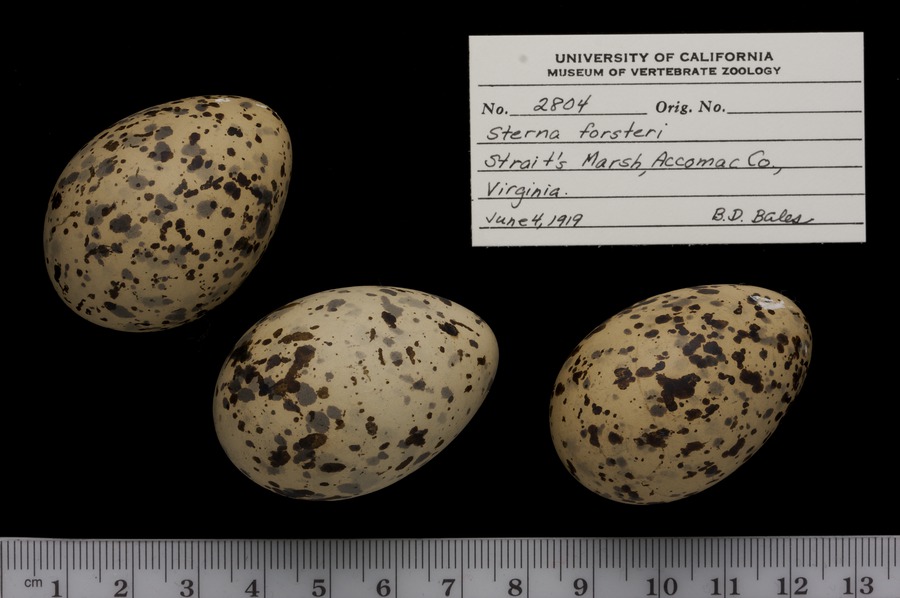 UNIVERSITY OF CALIFORNIA
MUSEUM OF VERTEBRATE ZOOLOGY
No. 2804 Orig. No.
Sterna forsteri
Strait's Marsh, Accomac Co.,
Virginia.
June 4, 1919 B.D. Bales
cm 1 2 3 4 5 6 7 8 9 10 11 12 13